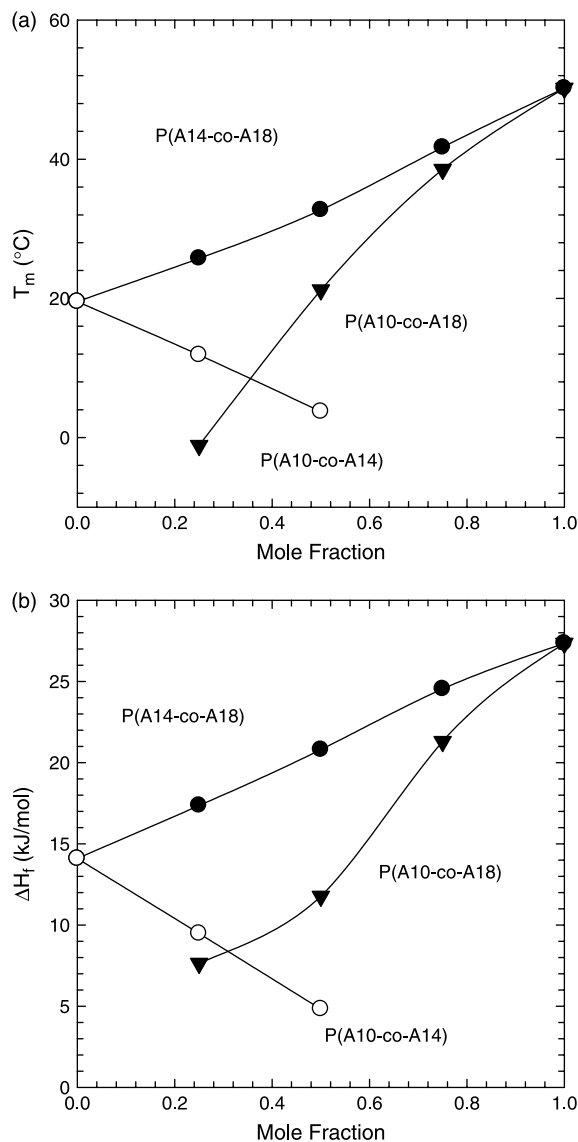 (a)
60
40
20
0
T_m (°C)
P(A14-co-A18)
P(A10-co-A18)
P(A10-co-A14)
0.0 0.2 0.4 0.6 0.8 1.0
Mole Fraction
(b)
30
25
20
15
10
5
0
ΔH_f (kJ/mol)
P(A14-co-A18)
P(A10-co-A18)
P(A10-co-A14)
0.0 0.2 0.4 0.6 0.8 1.0
Mole Fraction